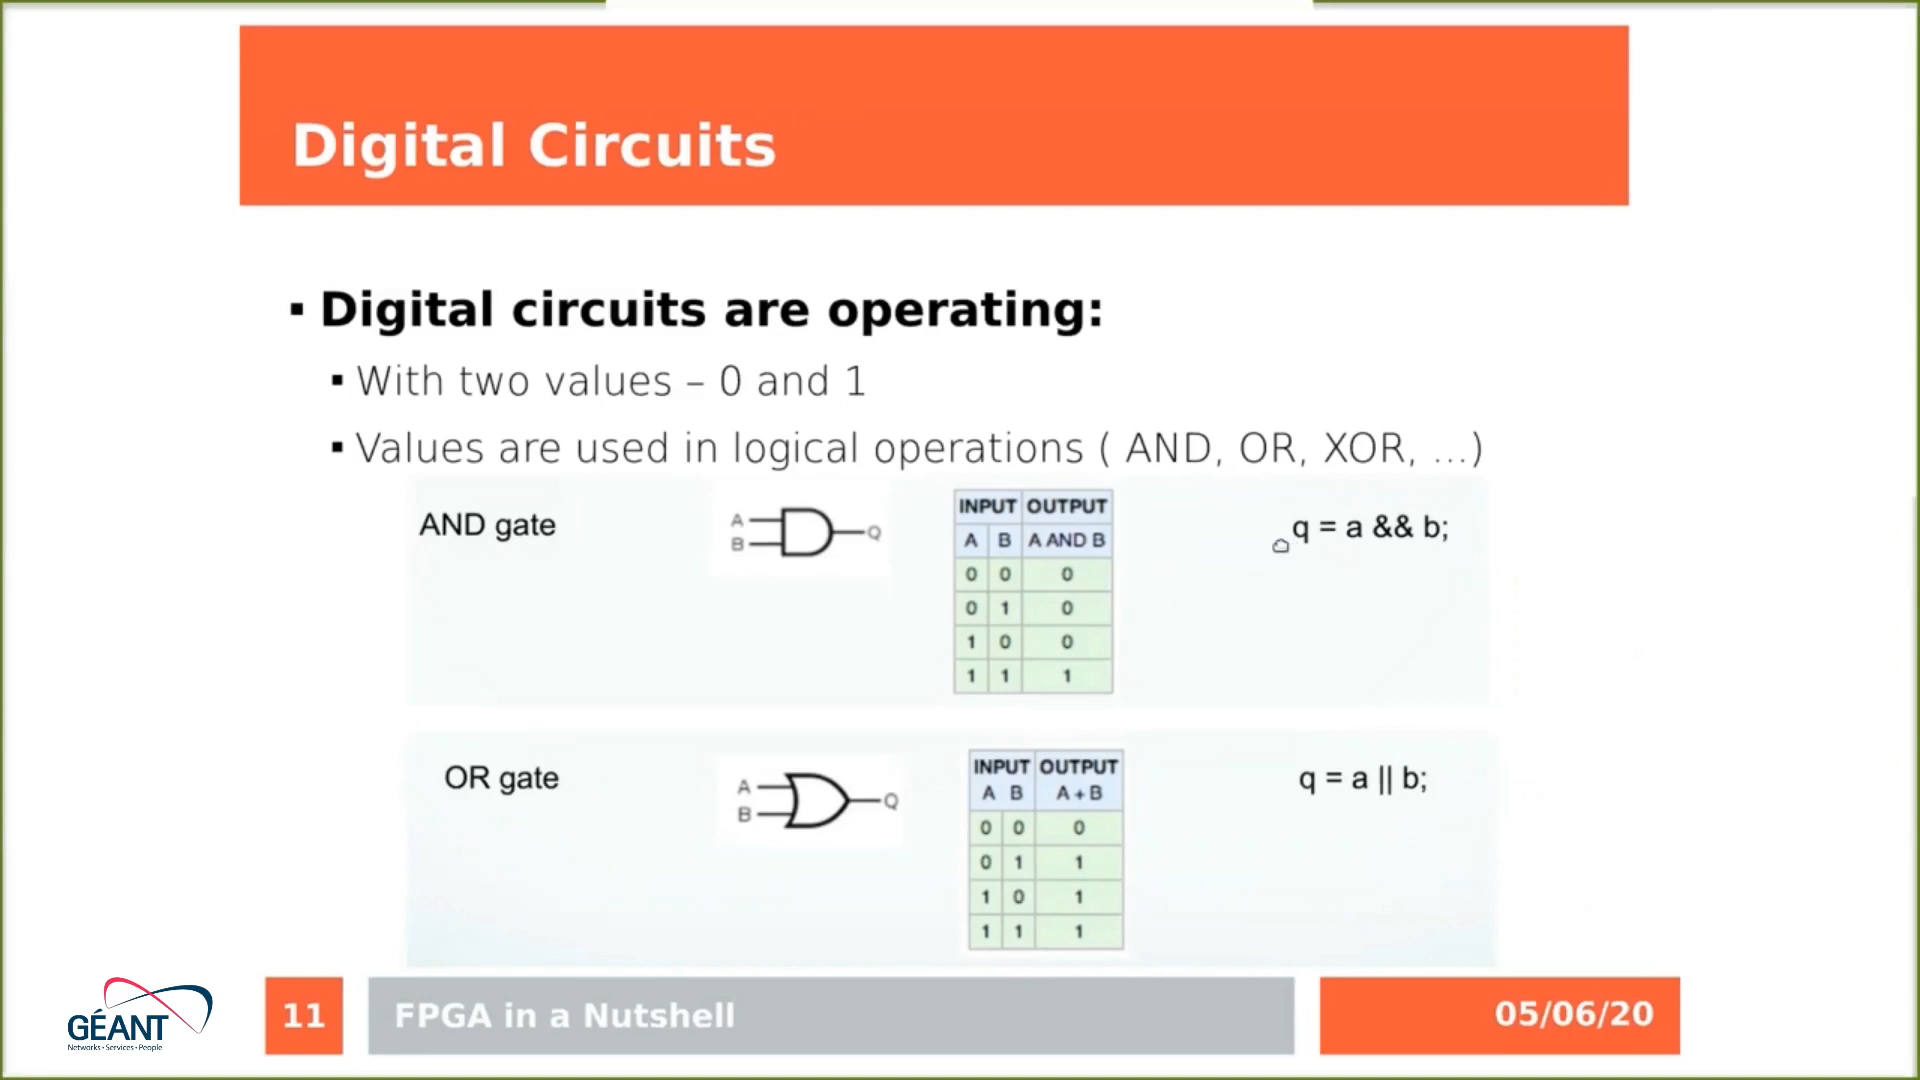 Digital Circuits
▪ Digital circuits are operating:
▪ With two values – 0 and 1
▪ Values are used in logical operations ( AND, OR, XOR, ...)
AND gate
A
B
Q
INPUT OUTPUT
A B A AND B
0 0 0
0 1 0
1 0 0
1 1 1
q = a && b;
OR gate
A
B
Q
INPUT OUTPUT
A B A + B
0 0 0
0 1 1
1 0 1
1 1 1
q = a || b;
GÉANT
Networks • Services • People
11
FPGA in a Nutshell
05/06/20